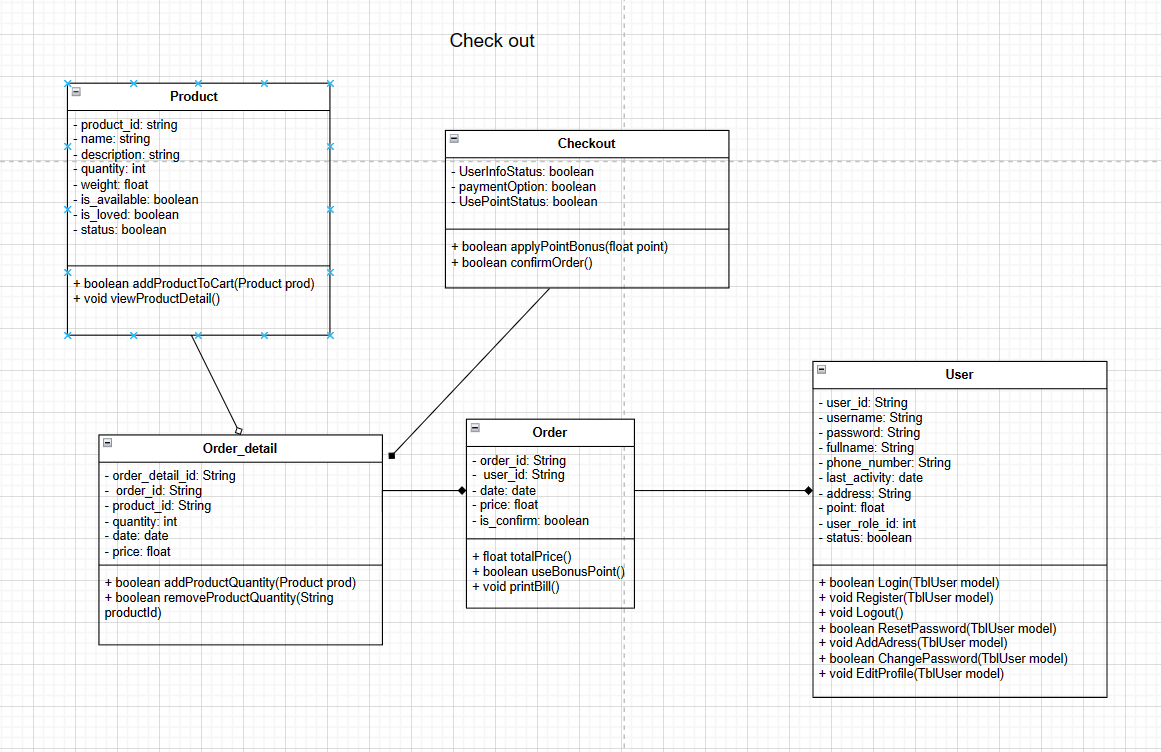 Check out
Product
- product_id: string
- name: string
- description: string
- quantity: int
- weight: float
- is_available: boolean
- is_loved: boolean
- status: boolean
+ boolean addProductToCart(Product prod)
+ void viewProductDetail()
Checkout
- UserInfoStatus: boolean
- paymentOption: boolean
- UsePointStatus: boolean
+ boolean applyPointBonus(float point)
+ boolean confirmOrder()
Order_detail
- order_detail_id: String
- order_id: String
- product_id: String
- quantity: int
- date: date
- price: float
+ boolean addProductQuantity(Product prod)
+ boolean removeProductQuantity(String
productId)
Order
- order_id: String
- user_id: String
- date: date
- price: float
- is_confirm: boolean
+ float totalPrice()
+ boolean useBonusPoint()
+ void printBill()
User
- user_id: String
- username: String
- password: String
- fullname: String
- phone_number: String
- last_activity: date
- address: String
- point: float
- user_role_id: int
- status: boolean
+ boolean Login(TblUser model)
+ void Register(TblUser model)
+ void Logout()
+ boolean ResetPassword(TblUser model)
+ void AddAdress(TblUser model)
+ boolean ChangePassword(TblUser model)
+ void EditProfile(TblUser model)